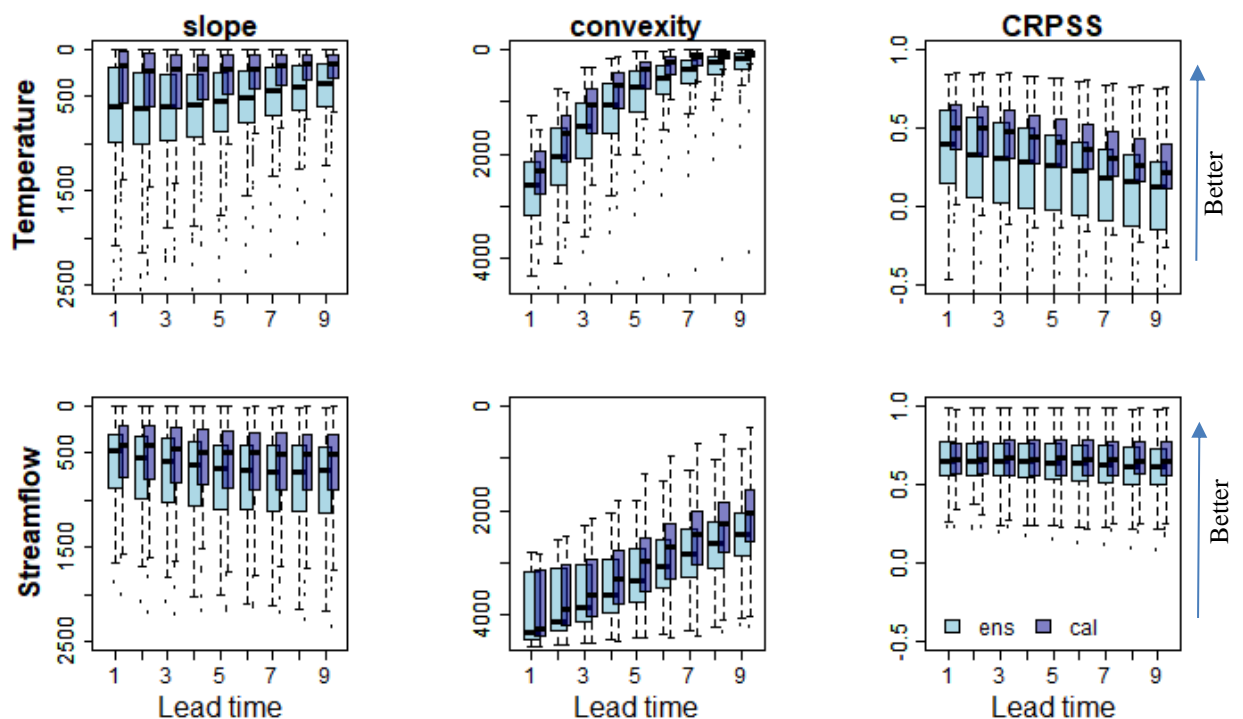 slope convexity CRPSS
Temperature
0
500
1500
2500
1 3 5 7 9
0
2000
4000
1 3 5 7 9
1.0
0.5
0.0
-0.5
1 3 5 7 9
Better
Streamflow
0
500
1500
2500
1 3 5 7 9
Lead time
0
2000
4000
1 3 5 7 9
Lead time
1.0
0.5
0.0
-0.5
ens cal
1 3 5 7 9
Lead time
Better